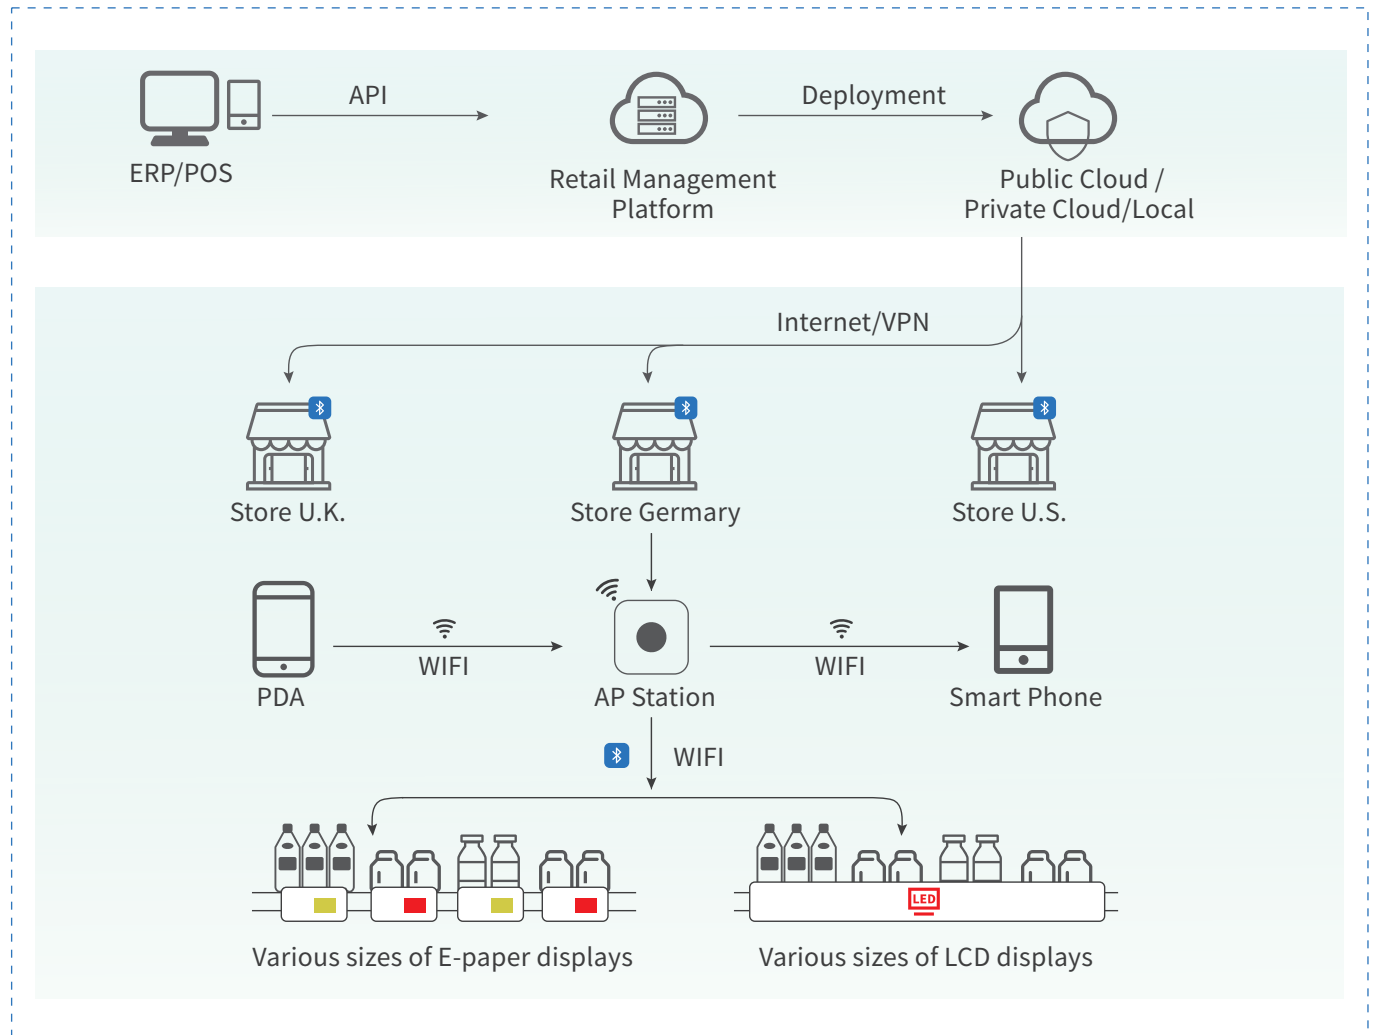 API
Deployment
ERP/POS
Retail Management
Platform
Public Cloud /
Private Cloud/Local
Internet/VPN
Store U.K.
Store Germary
Store U.S.
WIFI
WIFI
PDA
AP Station
Smart Phone
WIFI
LED
Various sizes of E-paper displays
Various sizes of LCD displays